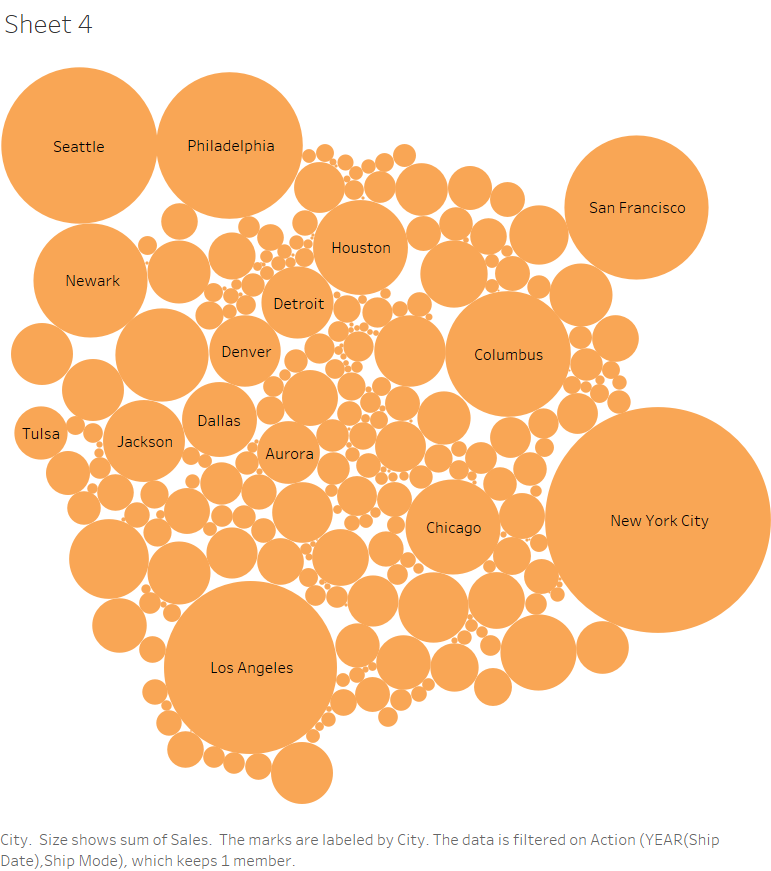 Sheet 4
Seattle
Philadelphia
San Francisco
Houston
Newark
Detroit
Denver
Columbus
Dallas
Tulsa
Jackson
Aurora
New York City
Chicago
Los Angeles
City.  Size shows sum of Sales.  The marks are labeled by City. The data is filtered on Action (YEAR(Ship
Date),Ship Mode), which keeps 1 member.